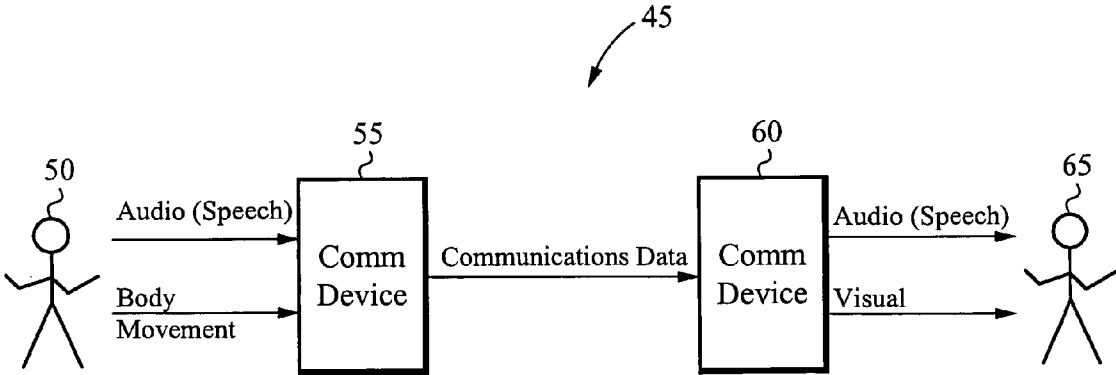 45
50
55
60
65
Audio (Speech)
Body
Movement
Comm
Device
Communications Data
Comm
Device
Audio (Speech)
Visual